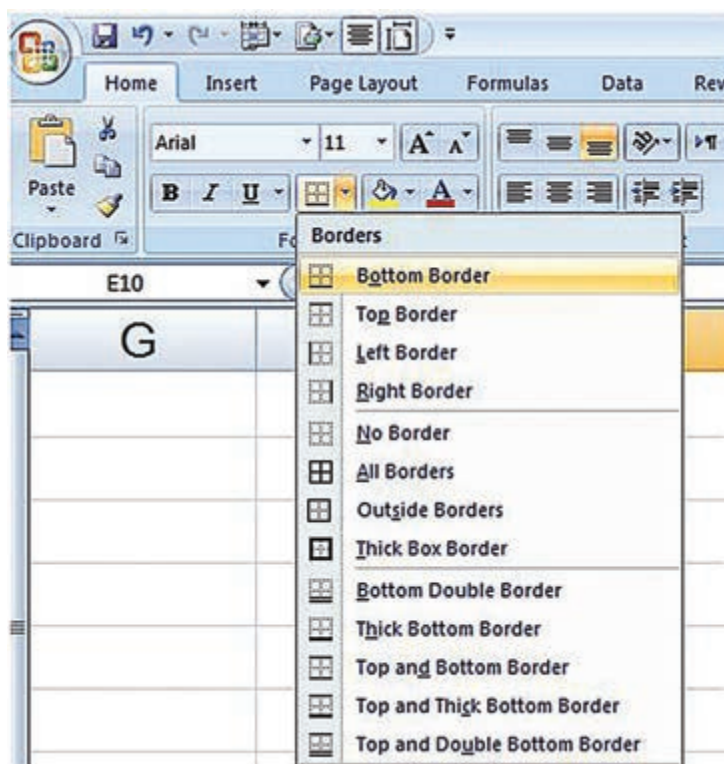 Home Insert Page Layout Formulas Data Rev
Arial 11 A A
Paste B I U A
Clipboard Fo t
Borders
E10
Bottom Border
G
Top Border
Left Border
Right Border
No Border
All Borders
Outside Borders
Thick Box Border
Bottom Double Border
Thick Bottom Border
Top and Bottom Border
Top and Thick Bottom Border
Top and Double Bottom Border